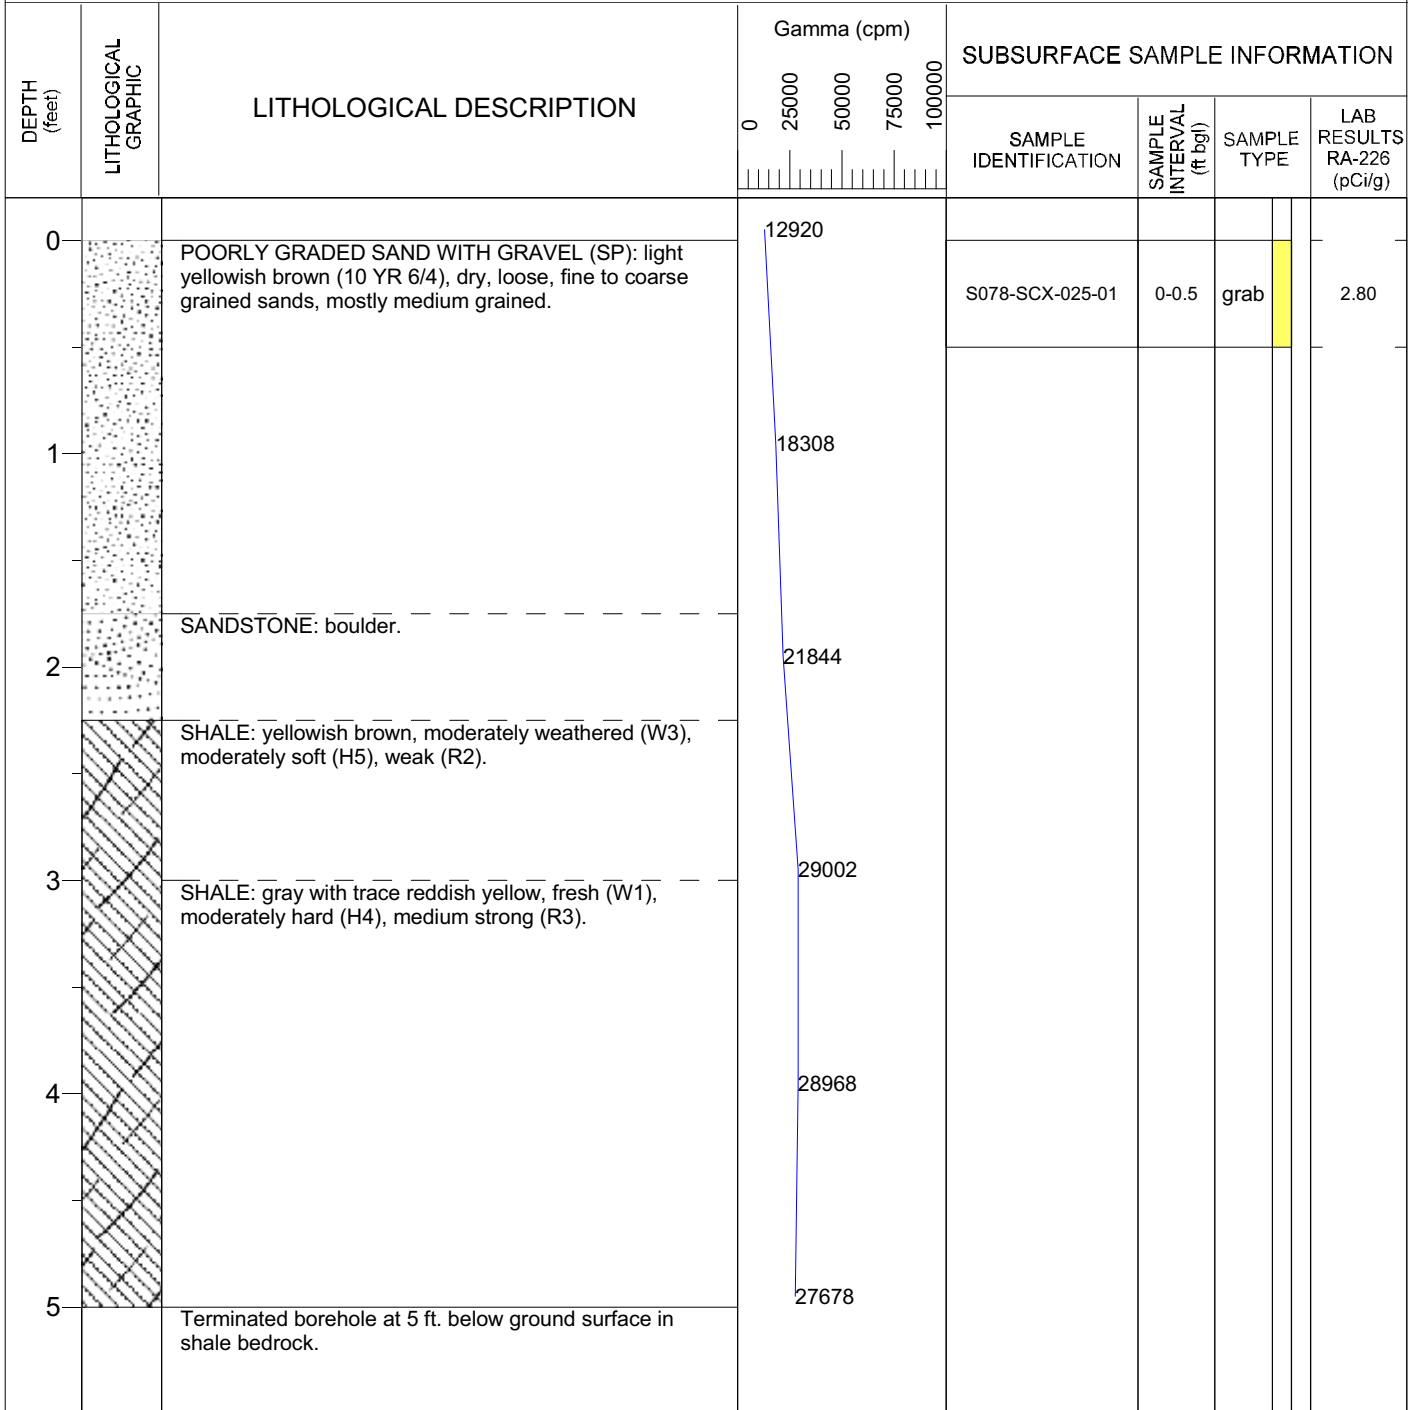 DEPTH
(feet)
LITHOLOGICAL
GRAPHIC
LITHOLOGICAL DESCRIPTION
Gamma (cpm)
0
25000
50000
75000
100000
SUBSURFACE SAMPLE INFORMATION
SAMPLE
IDENTIFICATION
SAMPLE
INTERVAL
(ft bgl)
SAMPLE
TYPE
LAB
RESULTS
RA-226
(pCi/g)
0
POORLY GRADED SAND WITH GRAVEL (SP): light
yellowish brown (10 YR 6/4), dry, loose, fine to coarse
grained sands, mostly medium grained.
12920
S078-SCX-025-01
0-0.5
grab
2.80
1
18308
SANDSTONE: boulder.
2
21844
SHALE: yellowish brown, moderately weathered (W3),
moderately soft (H5), weak (R2).
3
29002
SHALE: gray with trace reddish yellow, fresh (W1),
moderately hard (H4), medium strong (R3).
4
28968
5
27678
Terminated borehole at 5 ft. below ground surface in
shale bedrock.